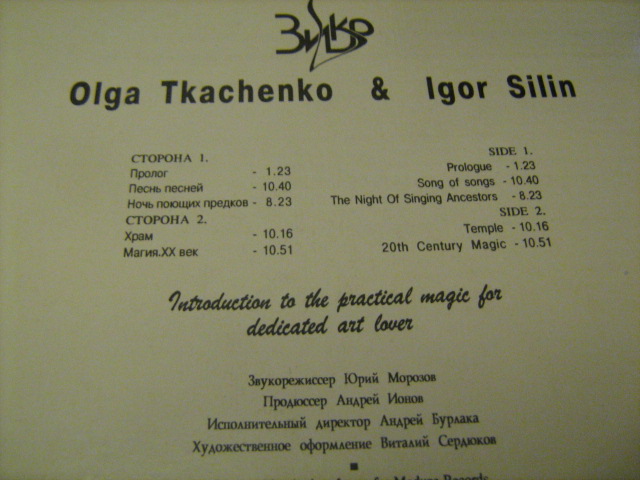 Olga Tkachenko & Igor Silin
СТОРОНА 1.
Пролог - 1.23
Песнь песней - 10.40
Ночь поющих предков - 8.23
СТОРОНА 2.
Храм - 10.16
Магия.XX век - 10.51
SIDE 1.
Prologue - 1.23
Song of songs - 10.40
The Night Of Singing Ancestors - 8.23
SIDE 2.
Temple - 10.16
20th Century Magic - 10.51
Introduction to the practical magic for
dedicated art lover
Звукорежиссер Юрий Морозов
Продюссер Андрей Ионов
Исполнительный директор Андрей Бурлака
Художественное оформление Виталий Сердюков
Records